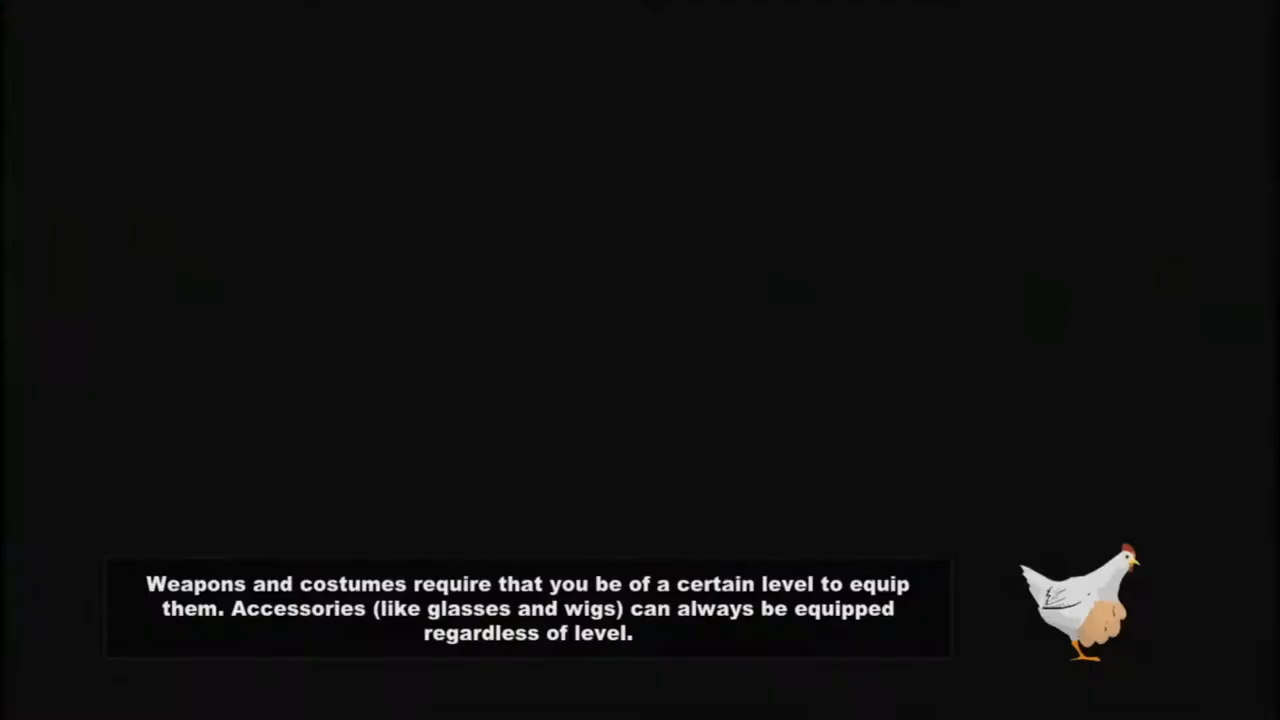 Weapons and costumes require that you be of a certain level to equip
them. Accessories (like glasses and wigs) can always be equipped
regardless of level.